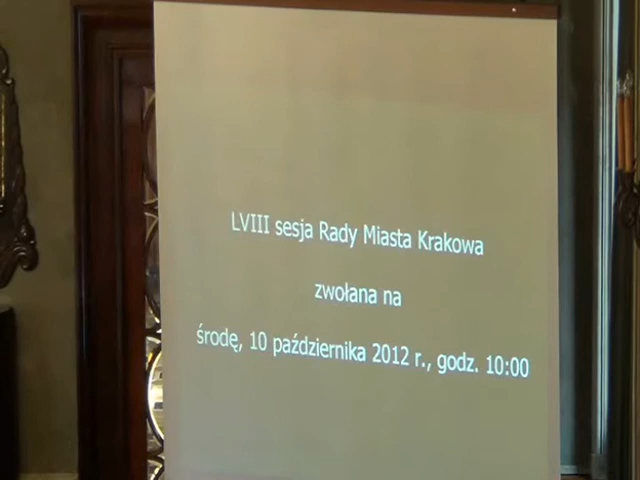 LVIII sesja Rady Miasta Krakowa
zwołana na
środę, 10 października 2012 r., godz. 10:00